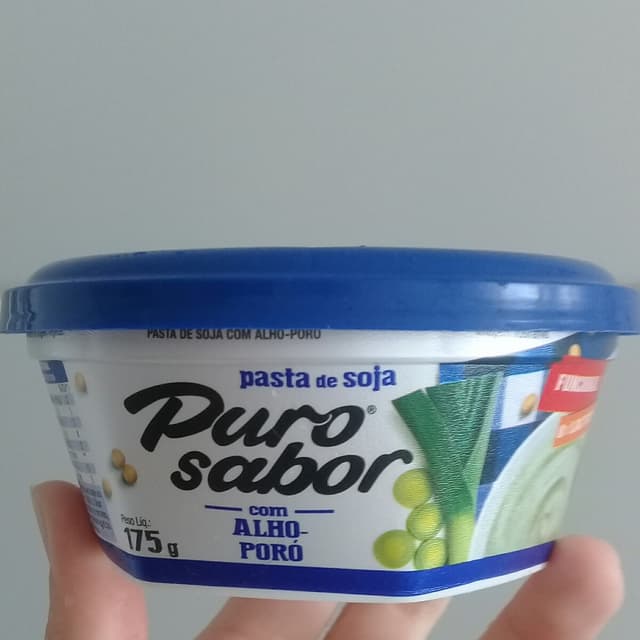 PASTA DE SOJA COM ALHO-PORÓ
pasta de soja
Puro®
sabor
com
ALHO-
PORÓ
Peso Líq.:
175 g